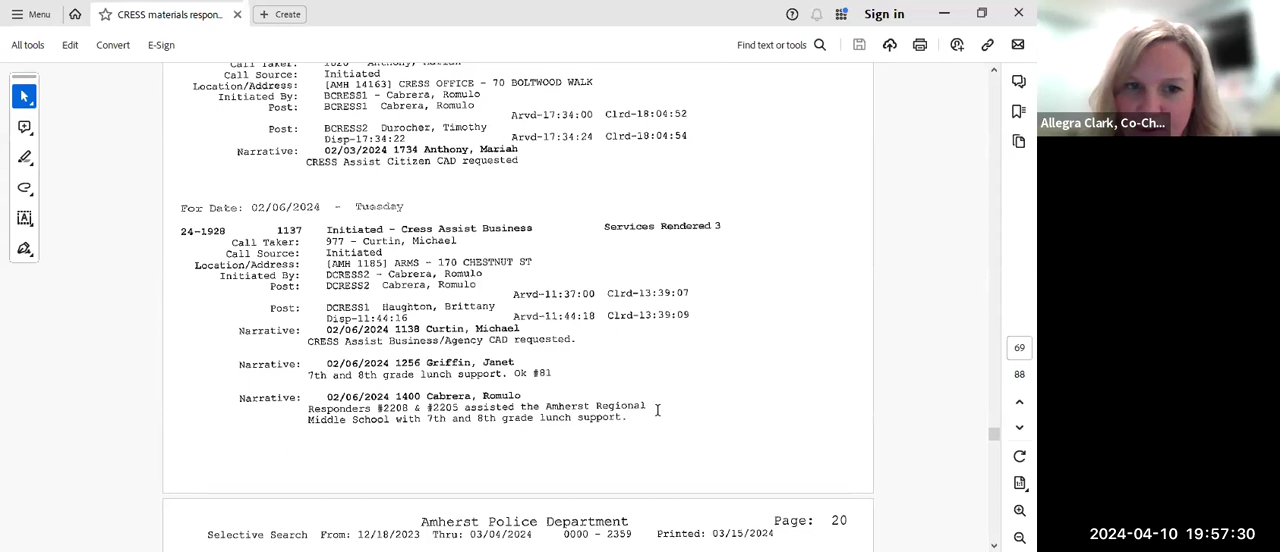 Menu
CRESS materials respon...
Create
Sign in
All tools
Edit
Convert
E-Sign
Find text or tools
Call Source: Initiated
Location/Address: [AMH 14163] CRESS OFFICE - 70 BOLTWOOD WALK
Initiated By: BCRESS1 - Cabrera, Romulo
Post: BCRESS1 Cabrera, Romulo
Arvd-17:34:00 Clrd-18:04:52
Post: BCRESS2 Durocher, Timothy
Disp-17:34:22 Arvd-17:34:24 Clrd-18:04:54
Narrative: 02/03/2024 1734 Anthony, Mariah
CRESS Assist Citizen CAD requested
For Date: 02/06/2024 - Tuesday
24-1928 1137 Initiated - Cress Assist Business Services Rendered 3
Call Taker: 977 - Curtin, Michael
Call Source: Initiated
Location/Address: [AMH 1185] ARMS - 170 CHESTNUT ST
Initiated By: DCRESS2 - Cabrera, Romulo
Post: DCRESS2 Cabrera, Romulo
Arvd-11:37:00 Clrd-13:39:07
Post: DCRESS1 Haughton, Brittany
Disp-11:44:16 Arvd-11:44:18 Clrd-13:39:09
Narrative: 02/06/2024 1138 Curtin, Michael
CRESS Assist Business/Agency CAD requested.
Narrative: 02/06/2024 1256 Griffin, Janet
7th and 8th grade lunch support. Ok #81
Narrative: 02/06/2024 1400 Cabrera, Romulo
Responders #2208 & #2205 assisted the Amherst Regional
Middle School with 7th and 8th grade lunch support.
Amherst Police Department Page: 20
Selective Search From: 12/18/2023 Thru: 03/04/2024 0000 - 2359 Printed: 03/15/2024
69
88
Allegra Clark, Co-Ch...
2024-04-10 19:57:30